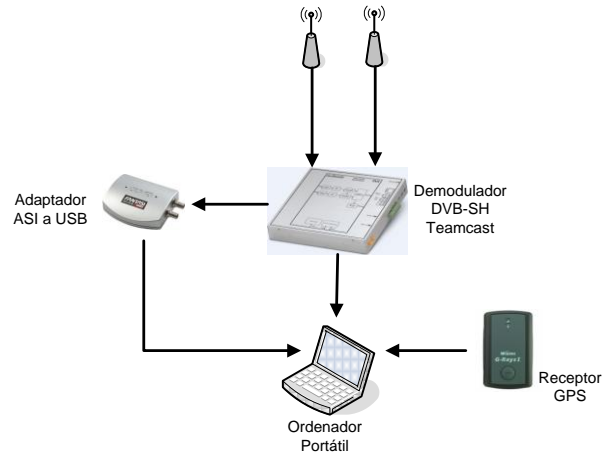 Adaptador
ASI a USB
Demodulador
DVB-SH
Teamcast
Receptor
GPS
Ordenador
Portátil